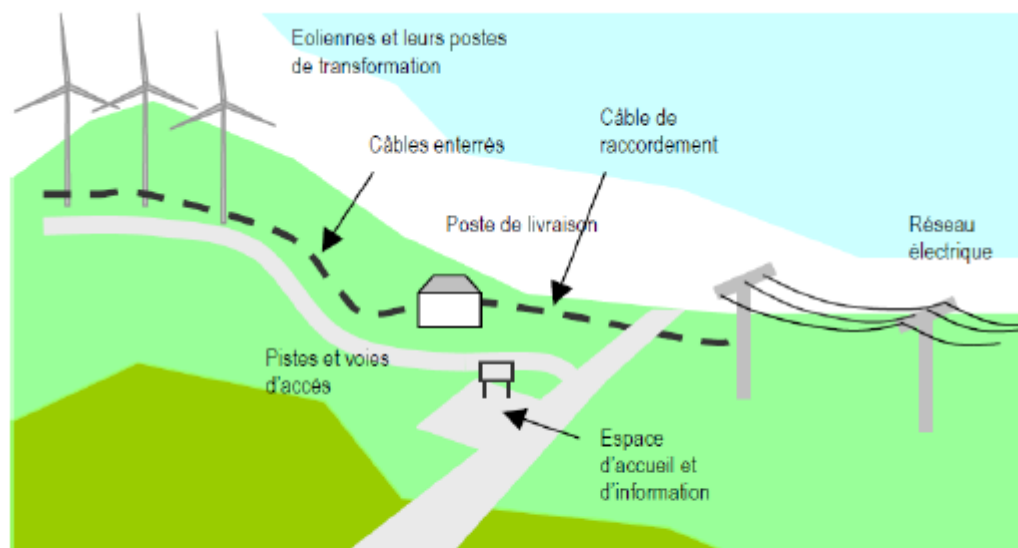 Eoliennes et leurs postes
de transformation
Câbles enterrés
Câble de
raccordement
Poste de livraison
Réseau
électrique
Pistes et voies
d'accés
Espace
d'accueil et
d'information